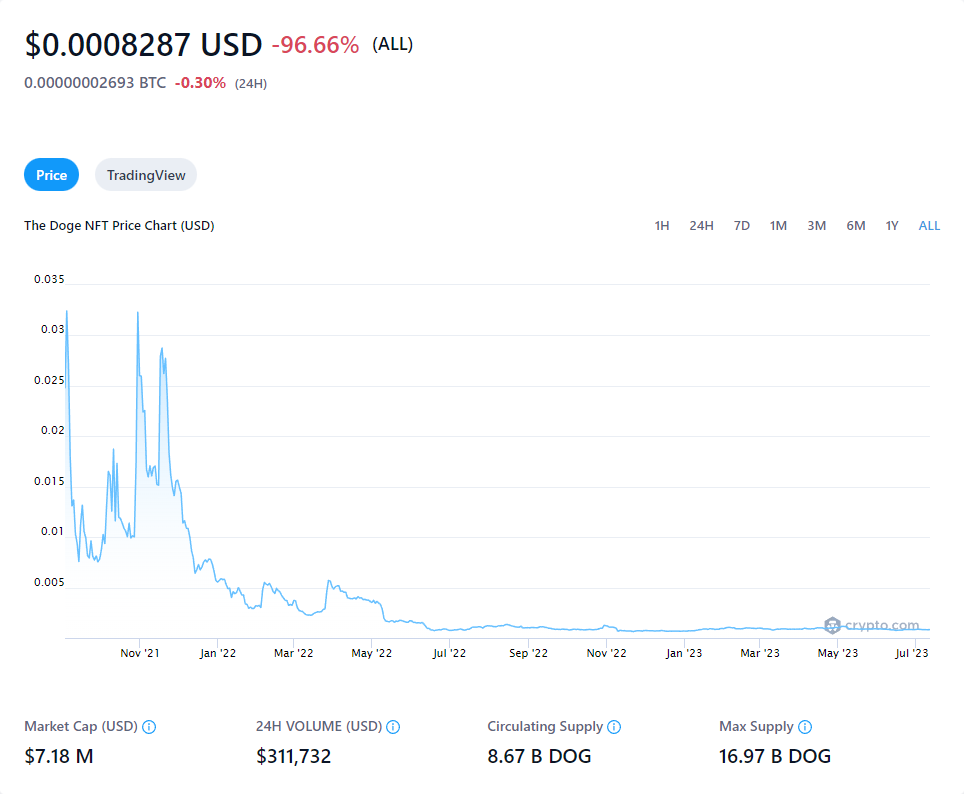 $0.0008287 USD -96.66% (ALL)
0.00000002693 BTC -0.30% (24H)
Price TradingView
The Doge NFT Price Chart (USD) 1H 24H 7D 1M 3M 6M 1Y ALL
0.035
0.03
0.025
0.02
0.015
0.01
0.005
crypto.com
Nov '21 Jan '22 Mar '22 May '22 Jul '22 Sep '22 Nov '22 Jan '23 Mar '23 May '23 Jul '23
Market Cap (USD) 24H VOLUME (USD) Circulating Supply Max Supply
$7.18 M $311,732 8.67 B DOG 16.97 B DOG